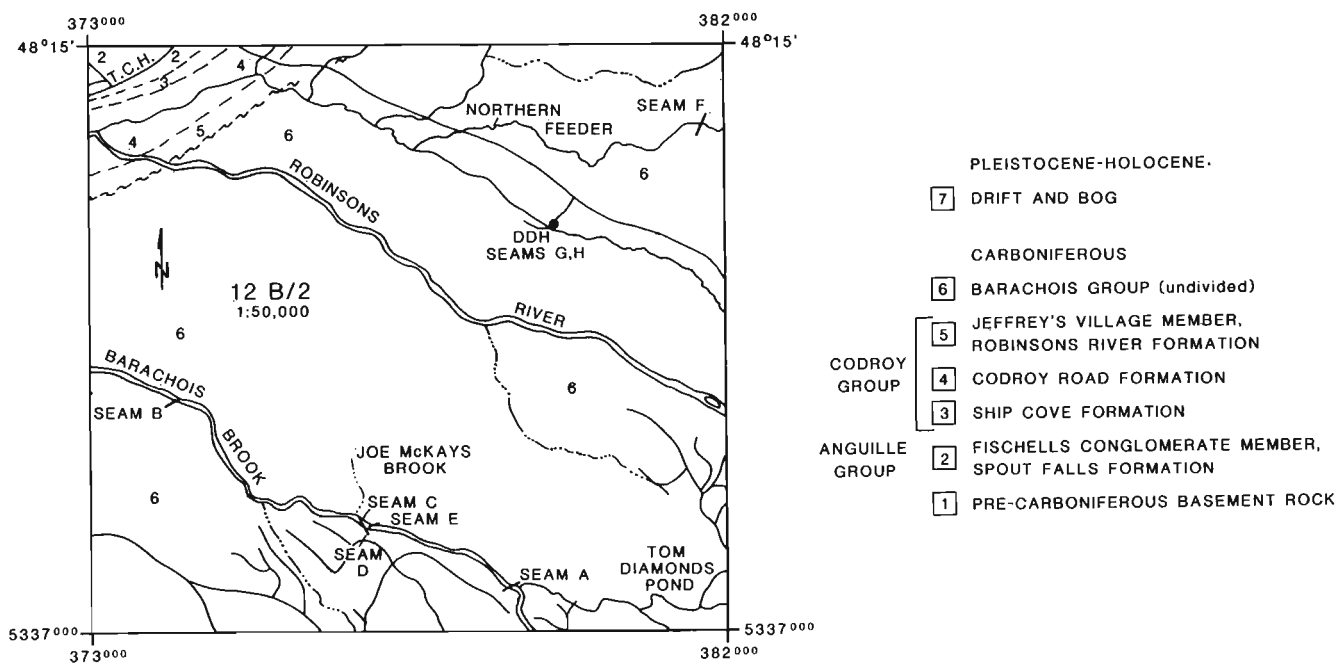 373⁰⁰⁰
382⁰⁰⁰
48°15'
48°15'
2
T.C.H.
2
3
4
SEAM F
NORTHERN
FEEDER
5
6
4
6
ROBINSONS
DDH
SEAMS G,H
N
12 B/2
1:50,000
RIVER
6
BARACHOIS
SEAM B
6
BROOK
JOE McKAYS
BROOK
6
SEAM C
SEAM E
SEAM
D
TOM
DIAMONDS
POND
SEAM A
5337⁰⁰⁰
5337⁰⁰⁰
373⁰⁰⁰
382⁰⁰⁰
PLEISTOCENE-HOLOCENE.
7 DRIFT AND BOG
CARBONIFEROUS
6 BARACHOIS GROUP (undivided)
CODROY
GROUP
5 JEFFREY'S VILLAGE MEMBER,
ROBINSONS RIVER FORMATION
4 CODROY ROAD FORMATION
3 SHIP COVE FORMATION
ANGUILLE
GROUP
2 FISCHELLS CONGLOMERATE MEMBER,
SPOUT FALLS FORMATION
1 PRE-CARBONIFEROUS BASEMENT ROCK